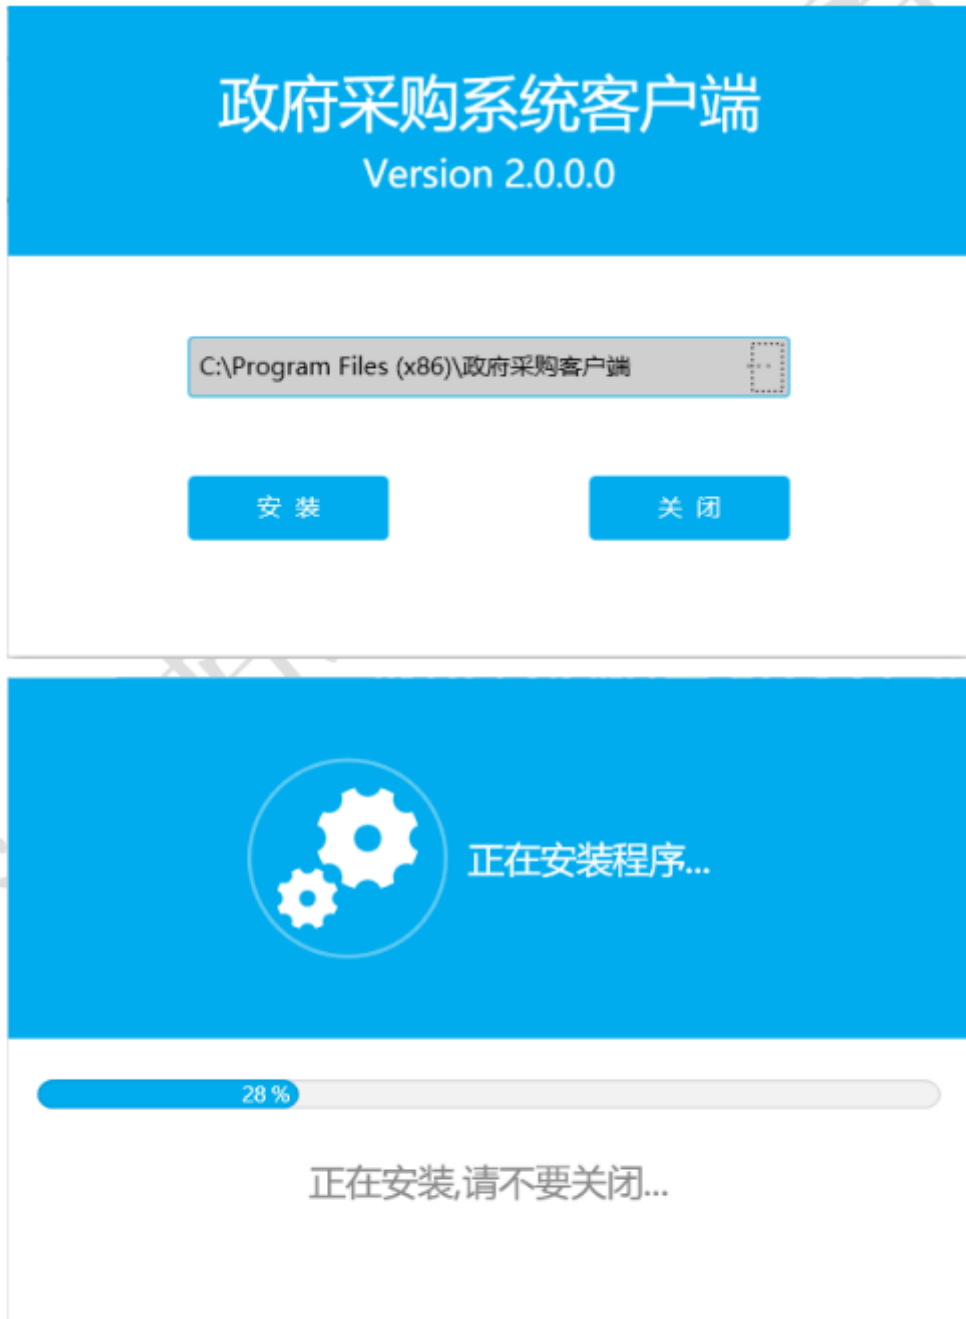 政府采购系统客户端
Version 2.0.0.0
C:\Program Files (x86)\政府采购客户端
安 装 关 闭
正在安装程序...
28 %
正在安装,请不要关闭...